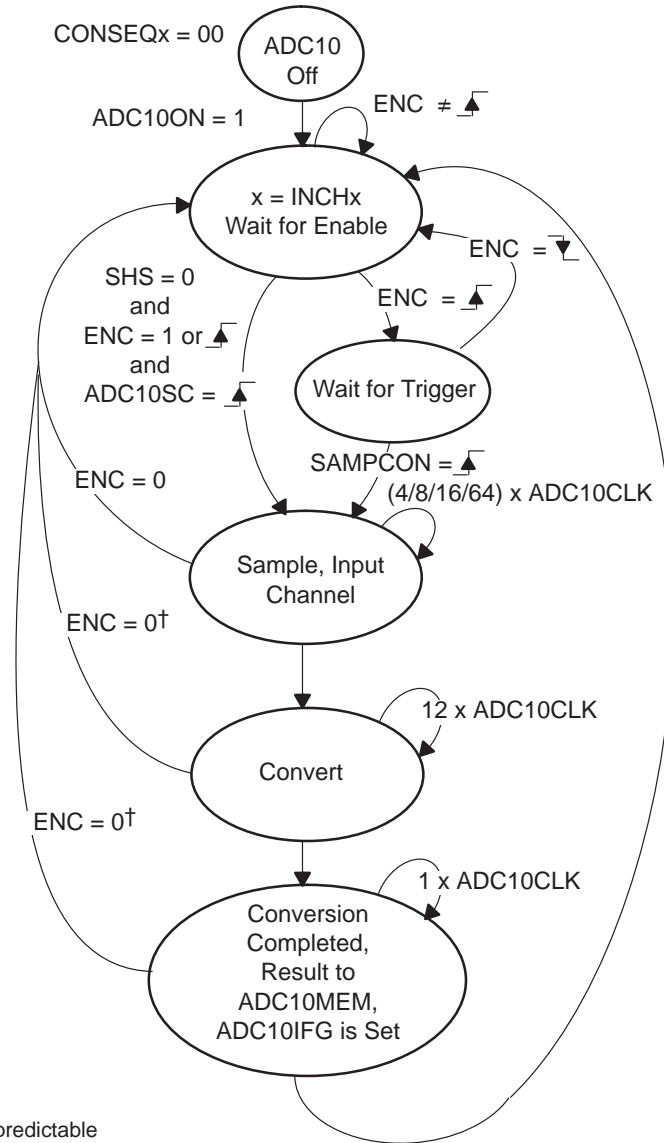 CONSEQx = 00
ADC10
Off
ADC10ON = 1
ENC ≠
x = INCHx
Wait for Enable
ENC =
SHS = 0
and
ENC = 1 or
and
ADC10SC =
ENC =
Wait for Trigger
SAMPCON =
(4/8/16/64) x ADC10CLK
ENC = 0
Sample, Input
Channel
ENC = 0†
12 x ADC10CLK
Convert
ENC = 0†
1 x ADC10CLK
Conversion
Completed,
Result to
ADC10MEM,
ADC10IFG is Set